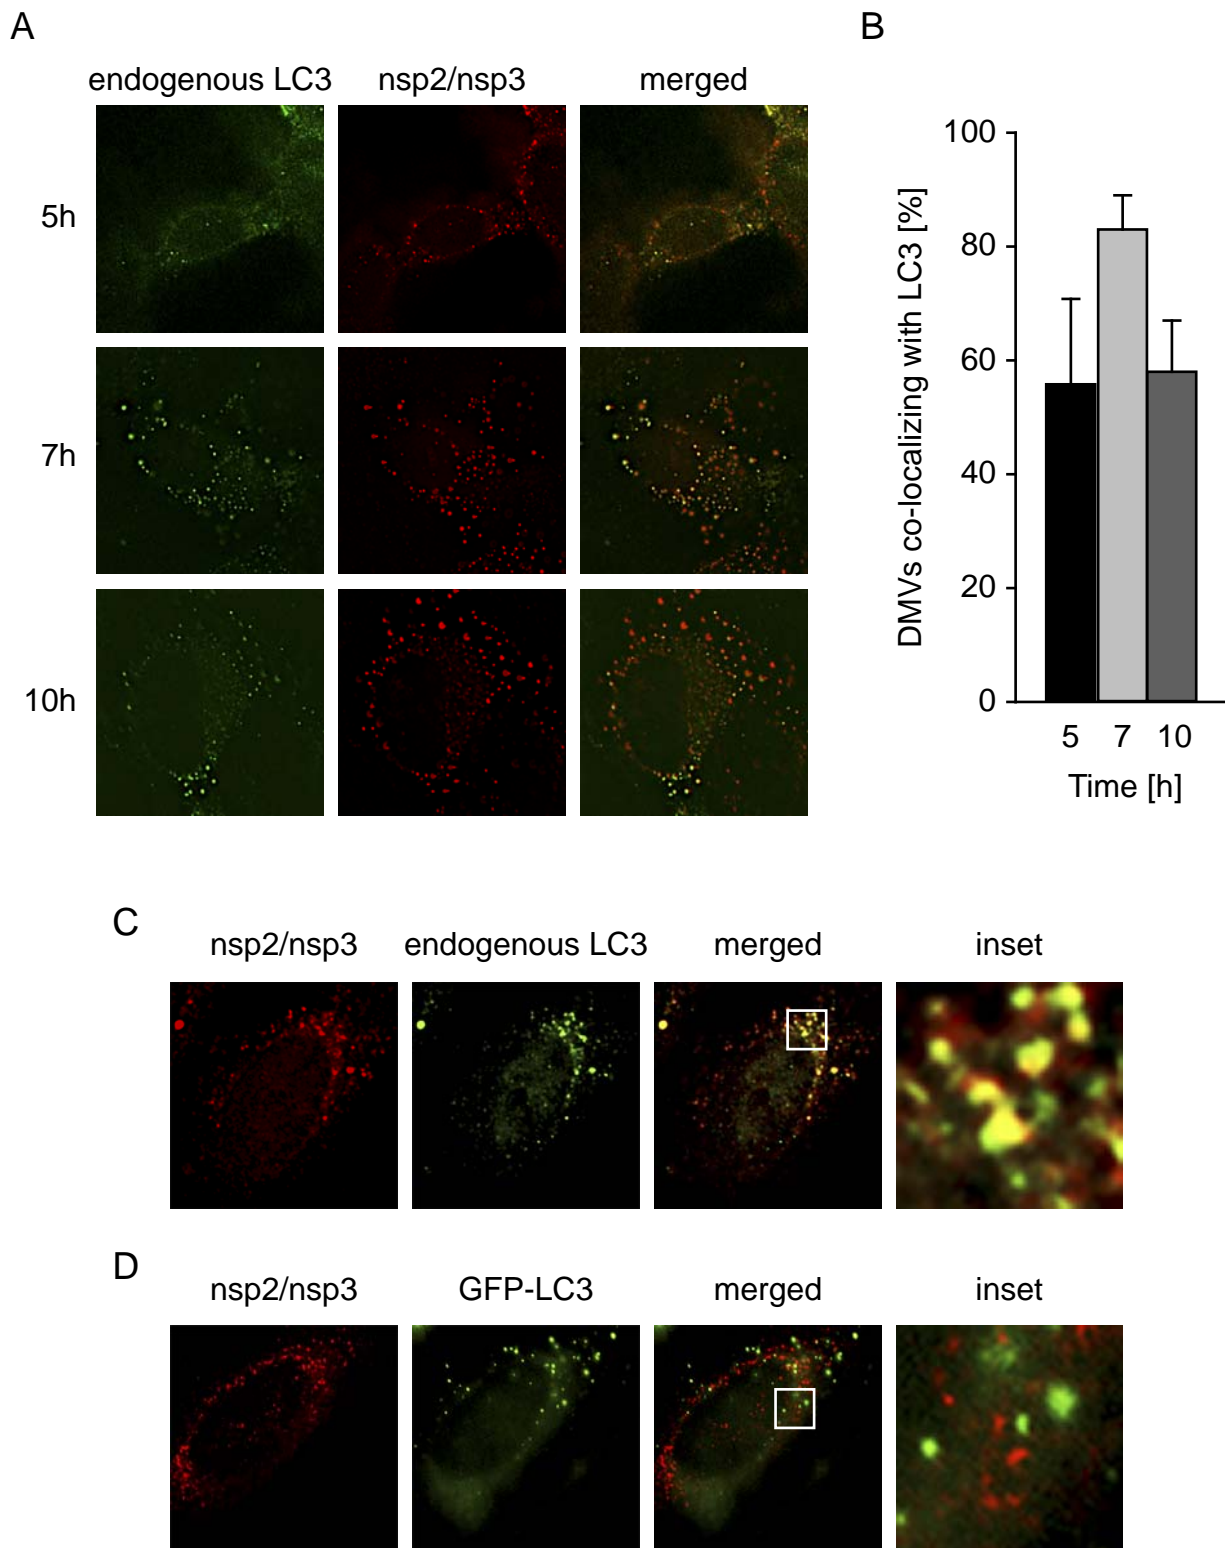 A
endogenous LC3
nsp2/nsp3
merged
5h
7h
10h
B
DMVs co-localizing with LC3 [%]
100
80
60
40
20
0
5 7 10
Time [h]
C
nsp2/nsp3
endogenous LC3
merged
inset
D
nsp2/nsp3
GFP-LC3
merged
inset